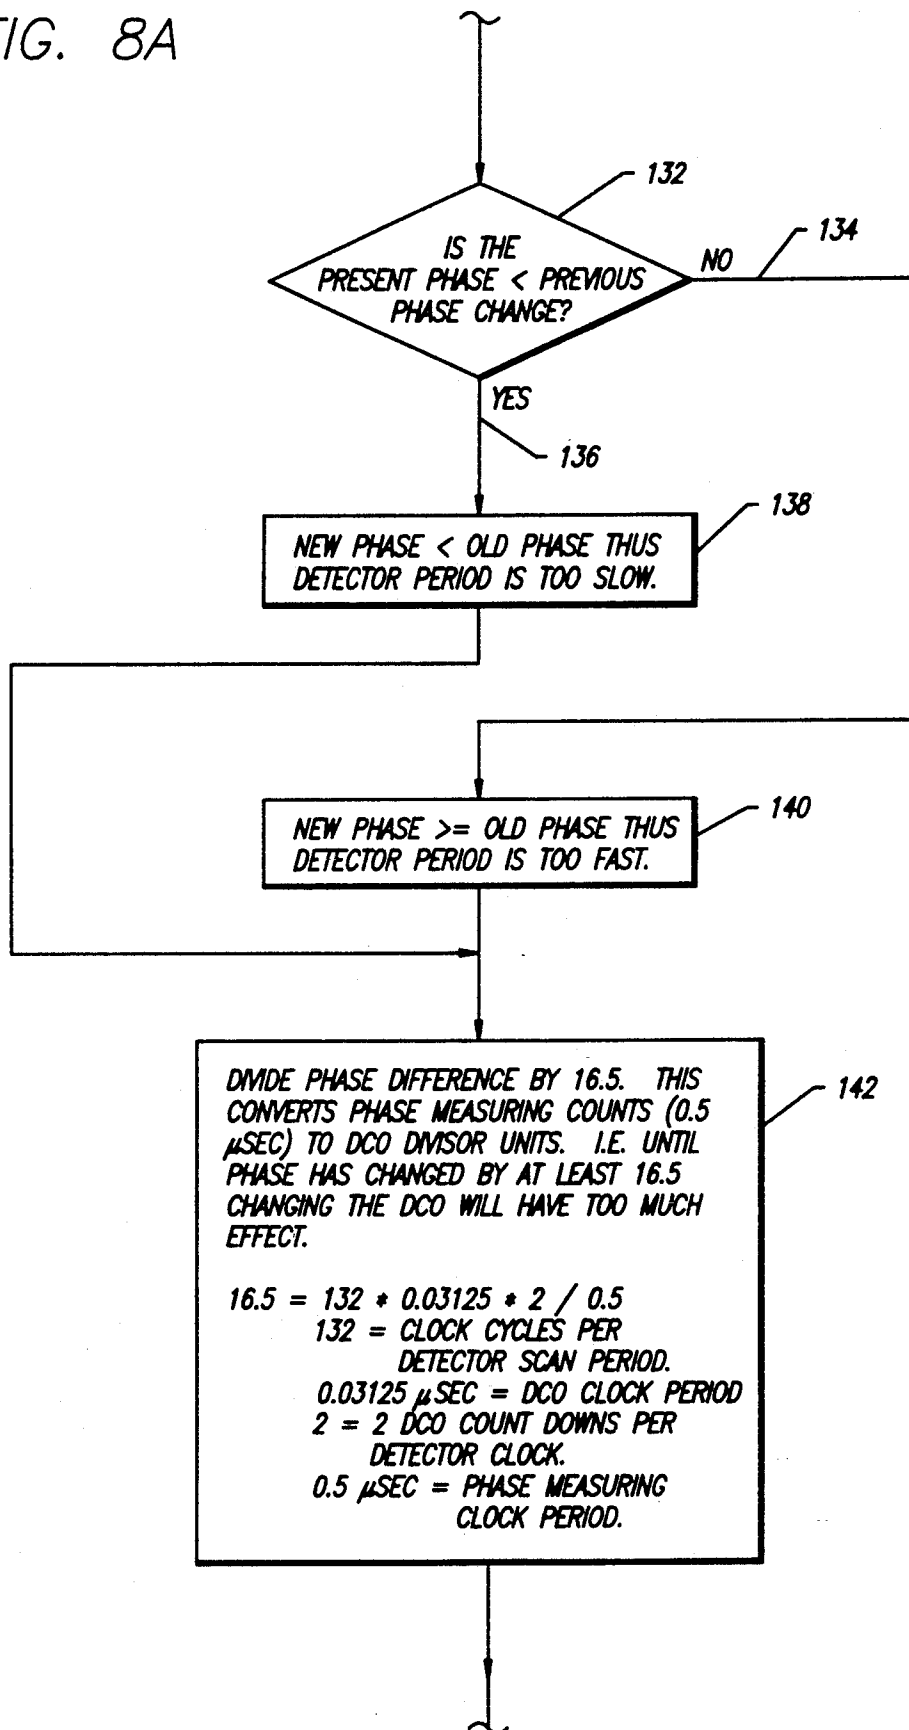 FIG. 8A
132
134
IS THE
PRESENT PHASE < PREVIOUS
PHASE CHANGE?
NO
YES
136
138
NEW PHASE < OLD PHASE THUS
DETECTOR PERIOD IS TOO SLOW.
140
NEW PHASE >= OLD PHASE THUS
DETECTOR PERIOD IS TOO FAST.
142
DIVIDE PHASE DIFFERENCE BY 16.5. THIS
CONVERTS PHASE MEASURING COUNTS (0.5
µSEC) TO DCO DIVISOR UNITS. I.E. UNTIL
PHASE HAS CHANGED BY AT LEAST 16.5
CHANGING THE DCO WILL HAVE TOO MUCH
EFFECT.
16.5 = 132 * 0.03125 * 2 / 0.5
132 = CLOCK CYCLES PER
DETECTOR SCAN PERIOD.
0.03125 µSEC = DCO CLOCK PERIOD
2 = 2 DCO COUNT DOWNS PER
DETECTOR CLOCK.
0.5 µSEC = PHASE MEASURING
CLOCK PERIOD.